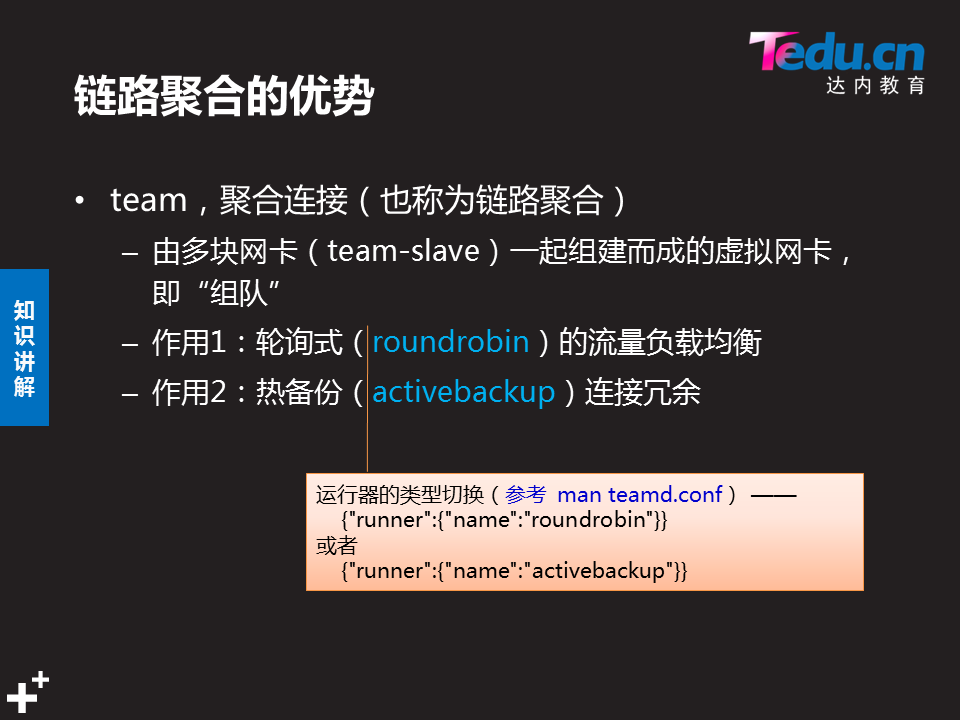 Tedu.cn
达内教育
链路聚合的优势
• team，聚合连接（也称为链路聚合）
– 由多块网卡（team-slave）一起组建而成的虚拟网卡，
即“组队”
– 作用1：轮询式（roundrobin）的流量负载均衡
– 作用2：热备份（activebackup）连接冗余
知识讲解
运行器的类型切换（参考 man teamd.conf） ——
{"runner":{"name":"roundrobin"}}
或者
{"runner":{"name":"activebackup"}}